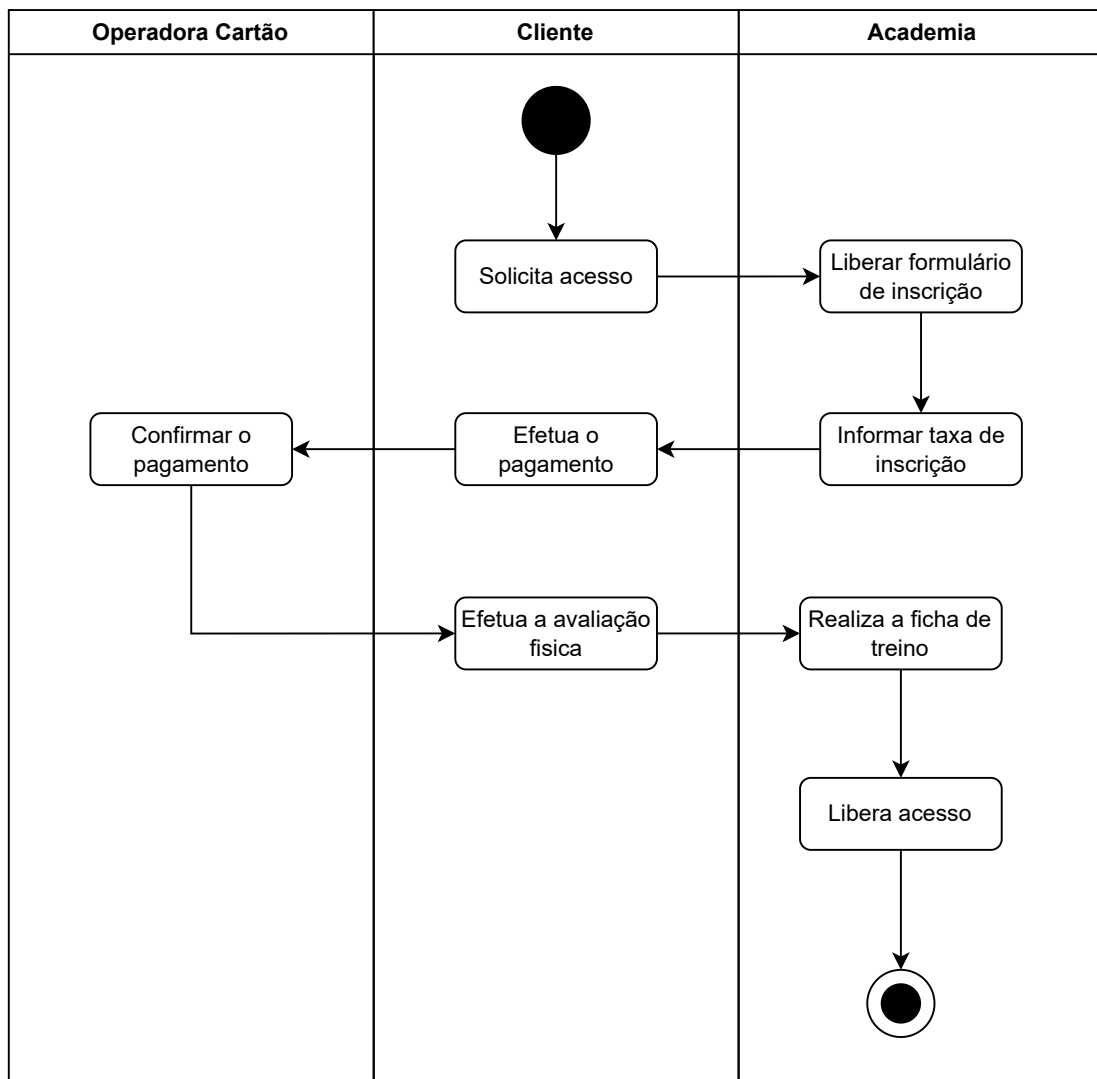 Operadora Cartão
Cliente
Academia
Solicita acesso
Liberar formulário
de inscrição
Confirmar o
pagamento
Efetua o
pagamento
Informar taxa de
inscrição
Efetua a avaliação
fisica
Realiza a ficha de
treino
Libera acesso